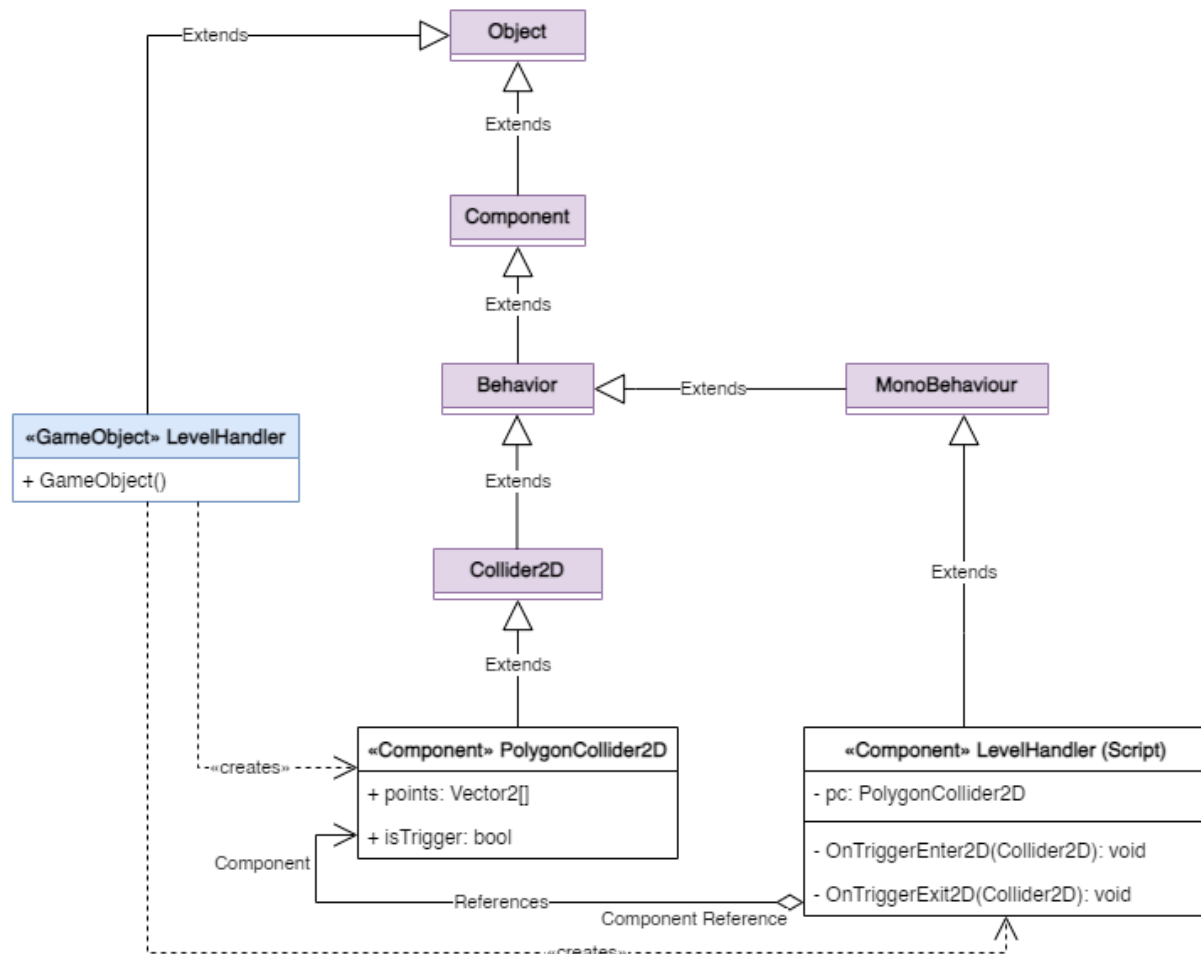 Extends
Object
Extends
Component
Extends
Behavior
Extends
MonoBehaviour
«GameObject» LevelHandler
+ GameObject()
Extends
Collider2D
Extends
Extends
«Component» PolygonCollider2D
+ points: Vector2[]
+ isTrigger: bool
«Component» LevelHandler (Script)
- pc: PolygonCollider2D
- OnTriggerEnter2D(Collider2D): void
- OnTriggerExit2D(Collider2D): void
«creates»
Component
References
Component Reference
«creates»